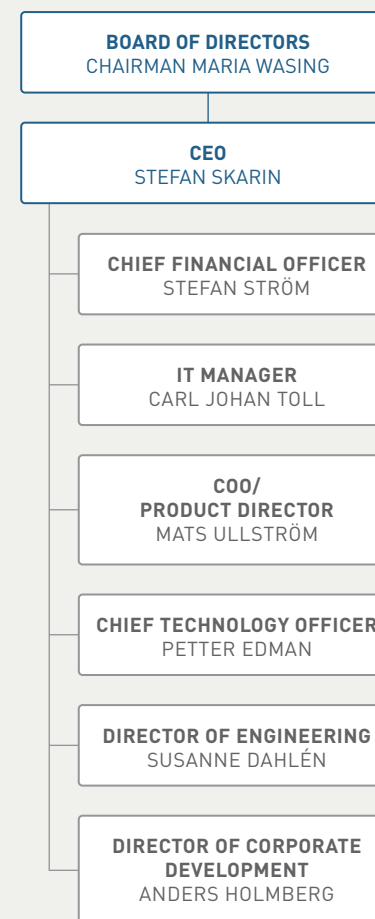 BOARD OF DIRECTORS
CHAIRMAN MARIA WASING
CEO
STEFAN SKARIN
CHIEF FINANCIAL OFFICER
STEFAN STRÖM
IT MANAGER
CARL JOHAN TOLL
COO/
PRODUCT DIRECTOR
MATS ULLSTRÖM
CHIEF TECHNOLOGY OFFICER
PETTER EDMAN
DIRECTOR OF ENGINEERING
SUSANNE DAHLÉN
DIRECTOR OF CORPORATE
DEVELOPMENT
ANDERS HOLMBERG